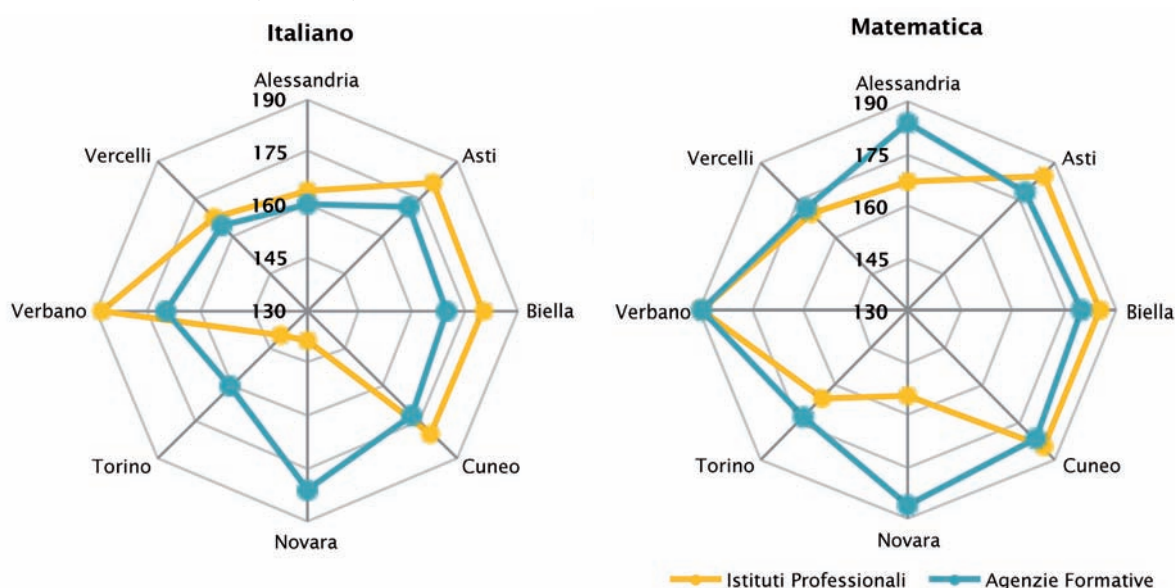 Italiano
Alessandria
190
175
160
145
130
Asti
Biella
Cuneo
Novara
Torino
Verbano
Vercelli
Matematica
Alessandria
190
175
160
145
130
Asti
Biella
Cuneo
Novara
Torino
Verbano
Vercelli
Istituti Professionali
Agenzie Formative